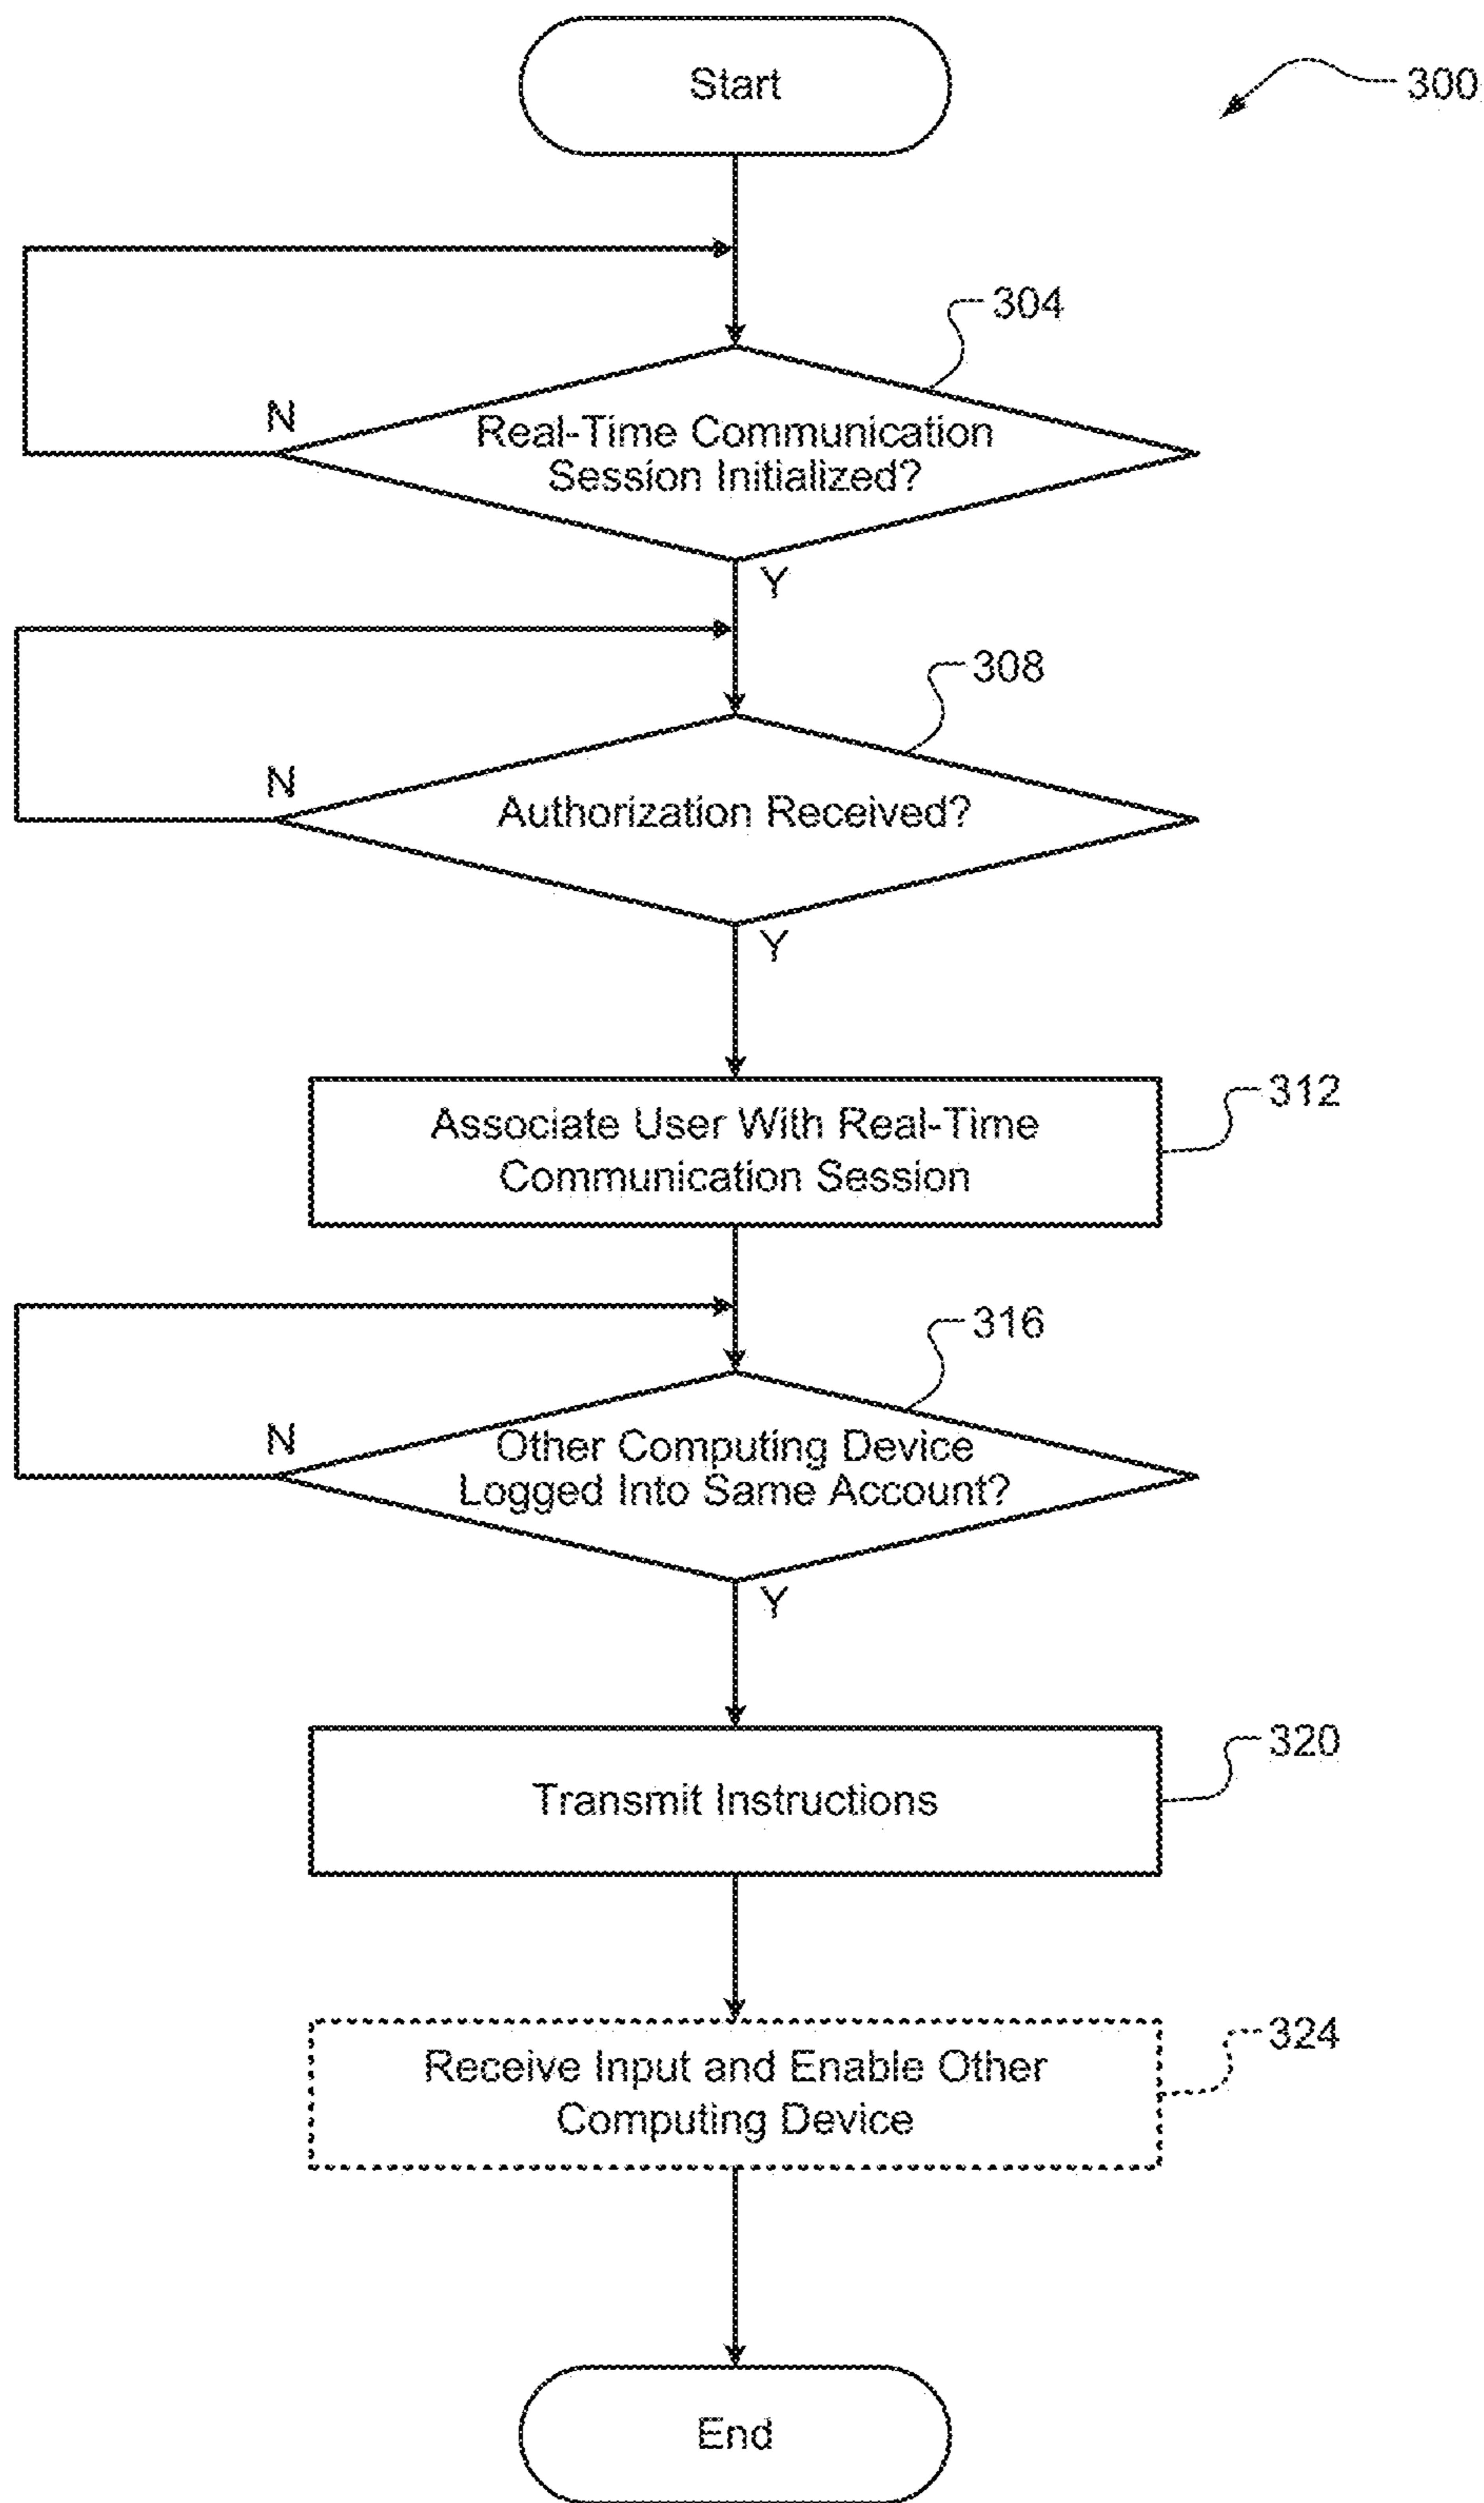 Start
300
304
N
Real-Time Communication
Session Initialized?
Y
308
N
Authorization Received?
Y
312
Associate User With Real-Time
Communication Session
316
N
Other Computing Device
Logged Into Same Account?
Y
320
Transmit Instructions
324
Receive Input and Enable Other
Computing Device
End